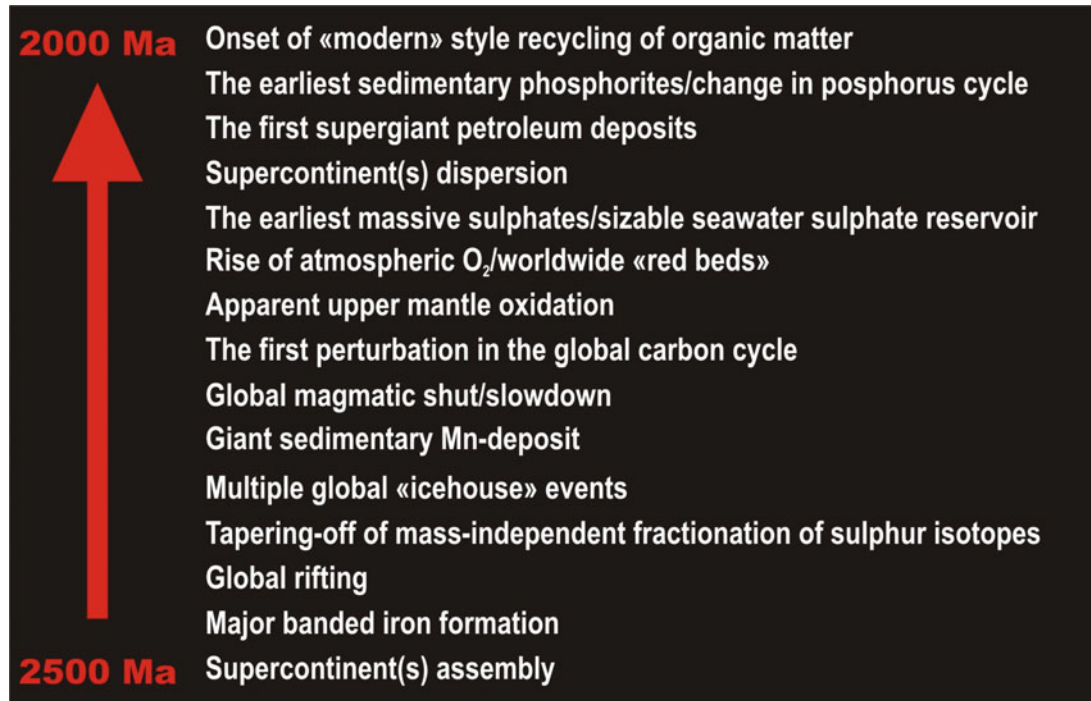 2000 Ma Onset of «modern» style recycling of organic matter
The earliest sedimentary phosphorites/change in posphorus cycle
The first supergiant petroleum deposits
Supercontinent(s) dispersion
The earliest massive sulphates/sizable seawater sulphate reservoir
Rise of atmospheric O₂/worldwide «red beds»
Apparent upper mantle oxidation
The first perturbation in the global carbon cycle
Global magmatic shut/slowdown
Giant sedimentary Mn-deposit
Multiple global «icehouse» events
Tapering-off of mass-independent fractionation of sulphur isotopes
Global rifting
Major banded iron formation
2500 Ma Supercontinent(s) assembly